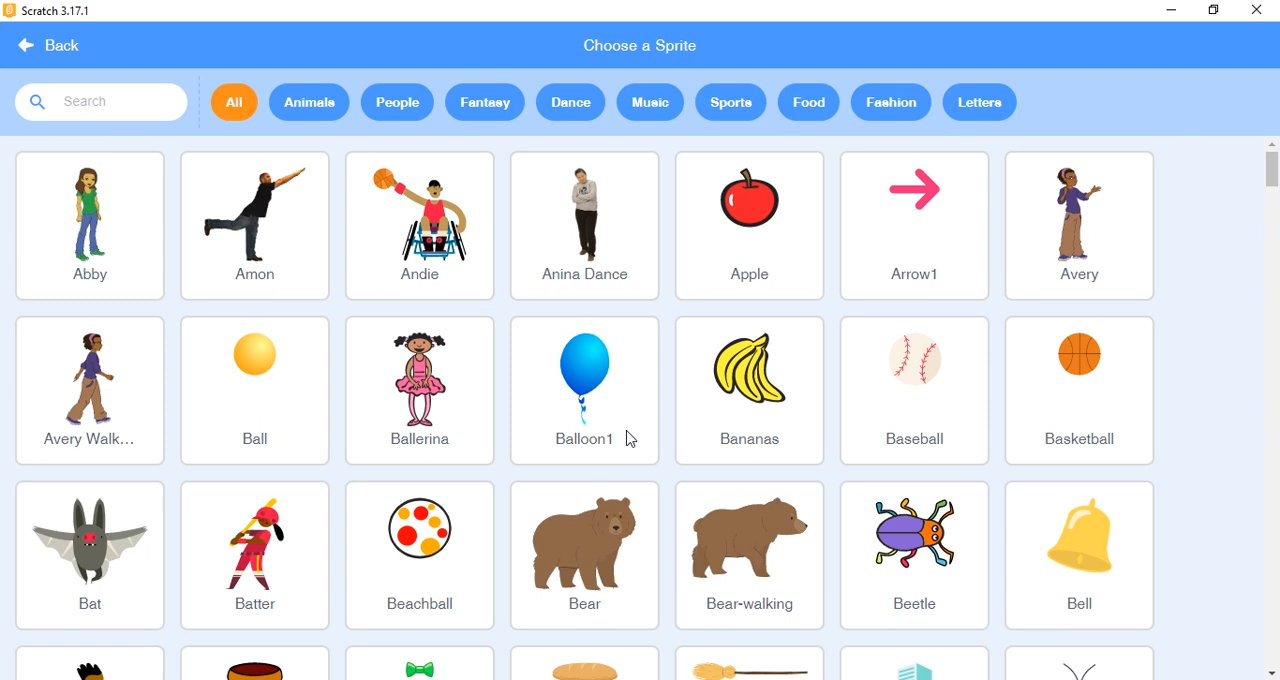 Scratch 3.17.1
Back
Choose a Sprite
Search
All
Animals
People
Fantasy
Dance
Music
Sports
Food
Fashion
Letters
Abby
Amon
Andie
Anina Dance
Apple
Arrow1
Avery
Avery Walk...
Ball
Ballerina
Balloon1
Bananas
Baseball
Basketball
Bat
Batter
Beachball
Bear
Bear-walking
Beetle
Bell